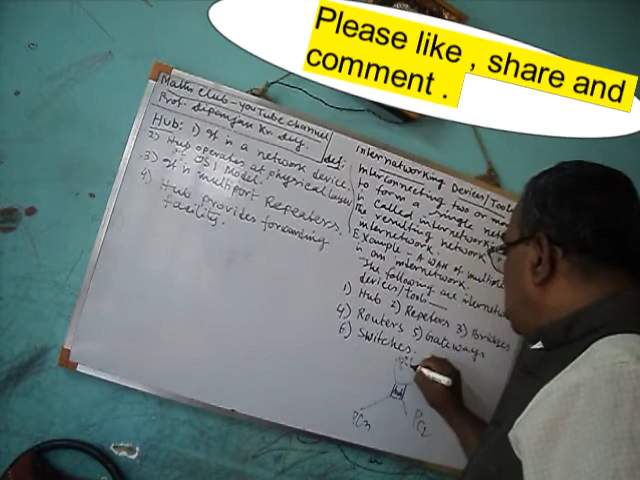 Please like , share and
comment .
Maths club - YouTube channel
Prof. dipanjan Kr. dey.
Hub: 1) It is a network device,
2) Hub operates at physical layer
in OSI Model.
3) It is multiport Repeaters.
4) Hub provides forwarding
facility.
Internetworking Devices/Tools
def:
Interconnecting two or more
to form a single
is called internetwork
The resulting network
internetwork.
Example - A WAN of multiple
is an internetwork.
The following are
devices/tools—
1) Hub 2) Repeters 3) Bridges
4) Routers 5) Gateways
6) Switches.
Hub
PC3
PC2